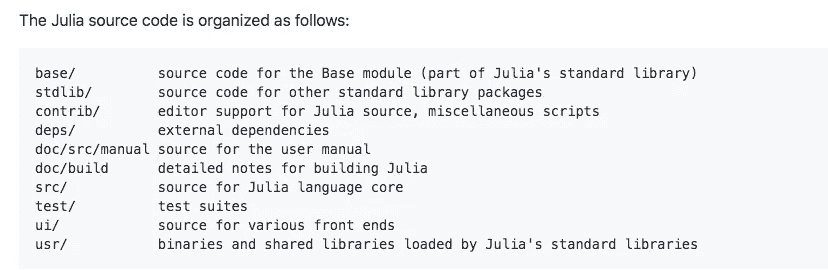 The Julia source code is organized as follows:
base/ source code for the Base module (part of Julia's standard library)
stdlib/ source code for other standard library packages
contrib/ editor support for Julia source, miscellaneous scripts
deps/ external dependencies
doc/src/manual source for the user manual
doc/build detailed notes for building Julia
src/ source for Julia language core
test/ test suites
ui/ source for various front ends
usr/ binaries and shared libraries loaded by Julia's standard libraries